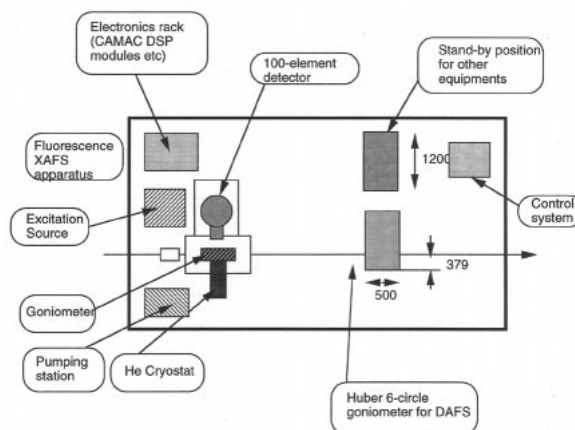 Electronics rack
(CAMAC DSP
modules etc)
100-element
detector
Stand-by position
for other
equipments
Fluorescence
XAFS
apparatus
1200
Excitation
Source
Control
system
379
500
Goniometer
Pumping
station
He Cryostat
Huber 6-circle
goniometer for DAFS